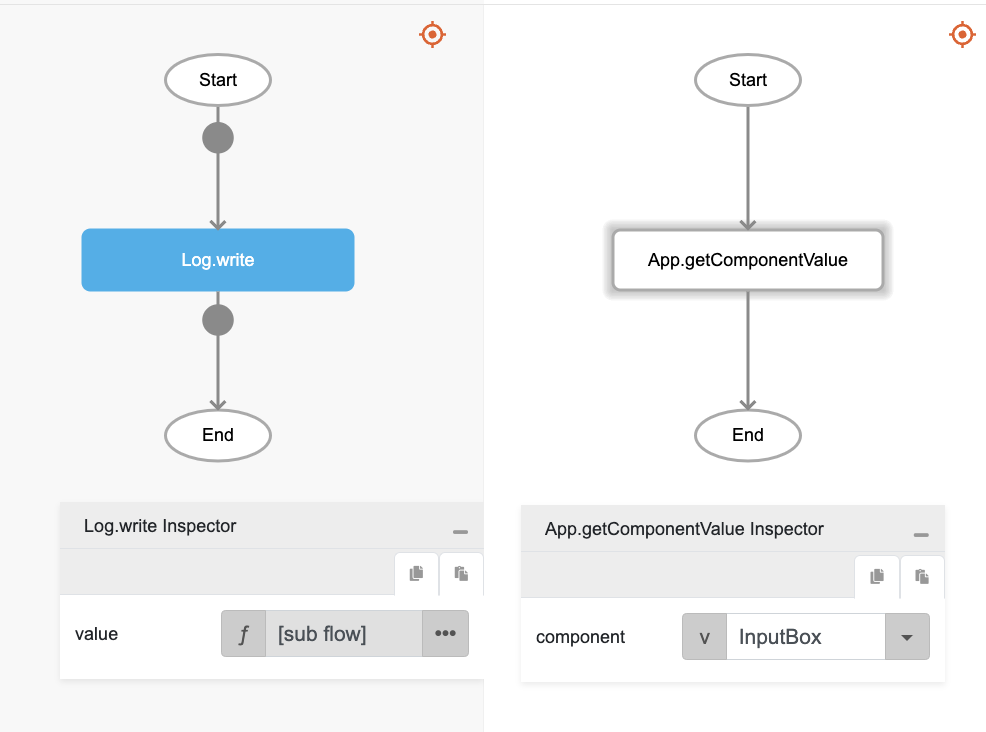 Start
Log.write
End
Log.write Inspector
value
f
[sub flow]
•••
Start
App.getComponentValue
End
App.getComponentValue Inspector
component
v
InputBox